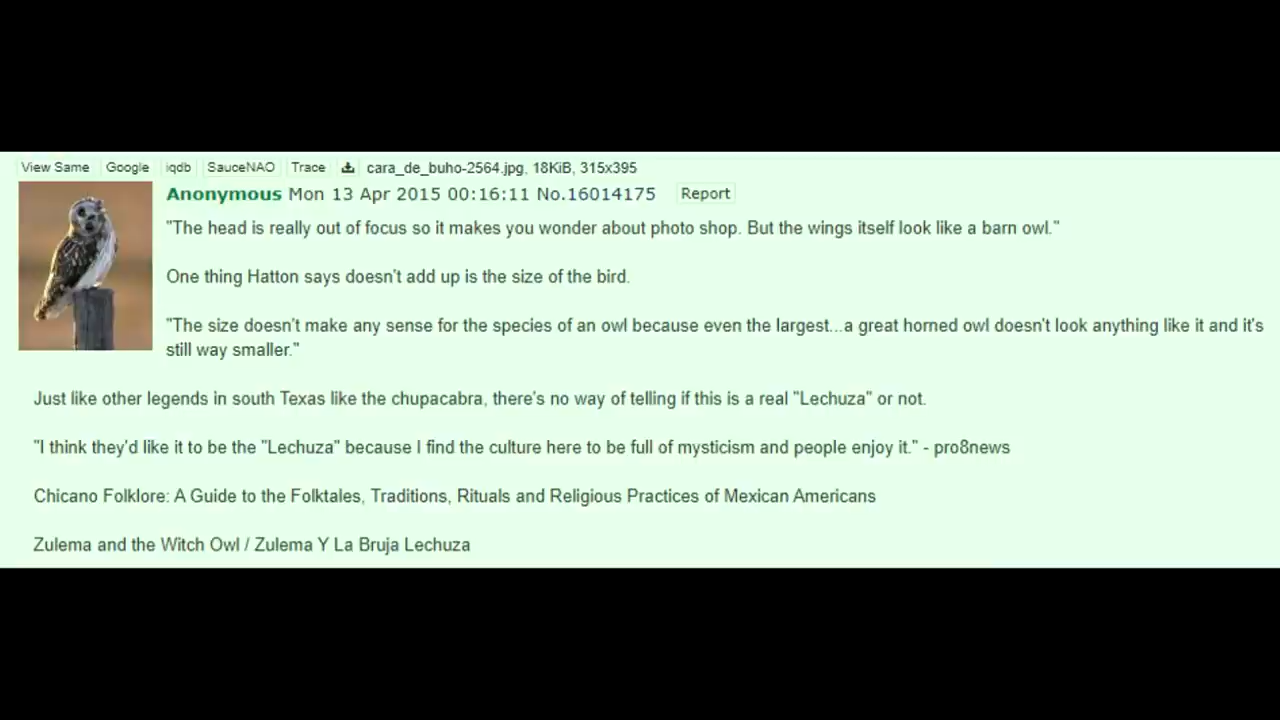 View Same Google iqdb SauceNAO Trace cara_de_buho-2564.jpg, 18KiB, 315x395
Anonymous Mon 13 Apr 2015 00:16:11 No.16014175 Report
"The head is really out of focus so it makes you wonder about photo shop. But the wings itself look like a barn owl."
One thing Hatton says doesn't add up is the size of the bird.
"The size doesn't make any sense for the species of an owl because even the largest...a great horned owl doesn't look anything like it and it's
still way smaller."
Just like other legends in south Texas like the chupacabra, there's no way of telling if this is a real "Lechuza" or not.
"I think they'd like it to be the "Lechuza" because I find the culture here to be full of mysticism and people enjoy it." - pro8news
Chicano Folklore: A Guide to the Folktales, Traditions, Rituals and Religious Practices of Mexican Americans
Zulema and the Witch Owl / Zulema Y La Bruja Lechuza